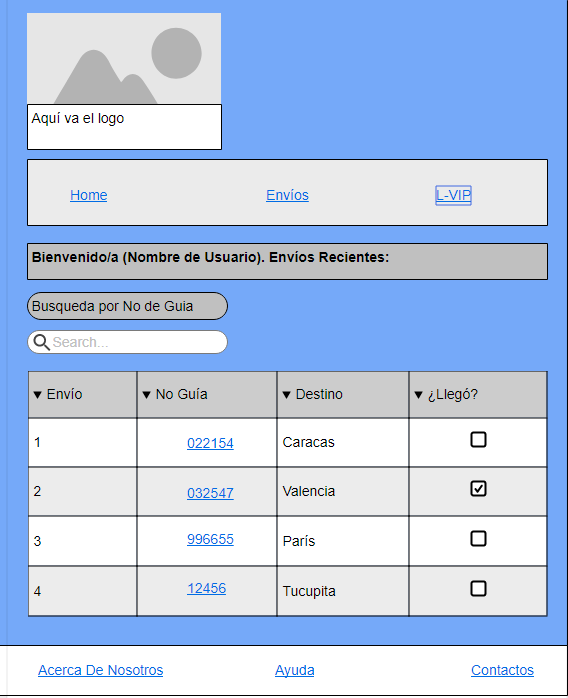 Aquí va el logo
Home Envíos L-VIP
Bienvenido/a (Nombre de Usuario). Envíos Recientes:
Busqueda por No de Guia
Search...
Envío No Guía Destino ¿Llegó?
1 022154 Caracas
2 032547 Valencia
3 996655 París
4 12456 Tucupita
Acerca De Nosotros Ayuda Contactos